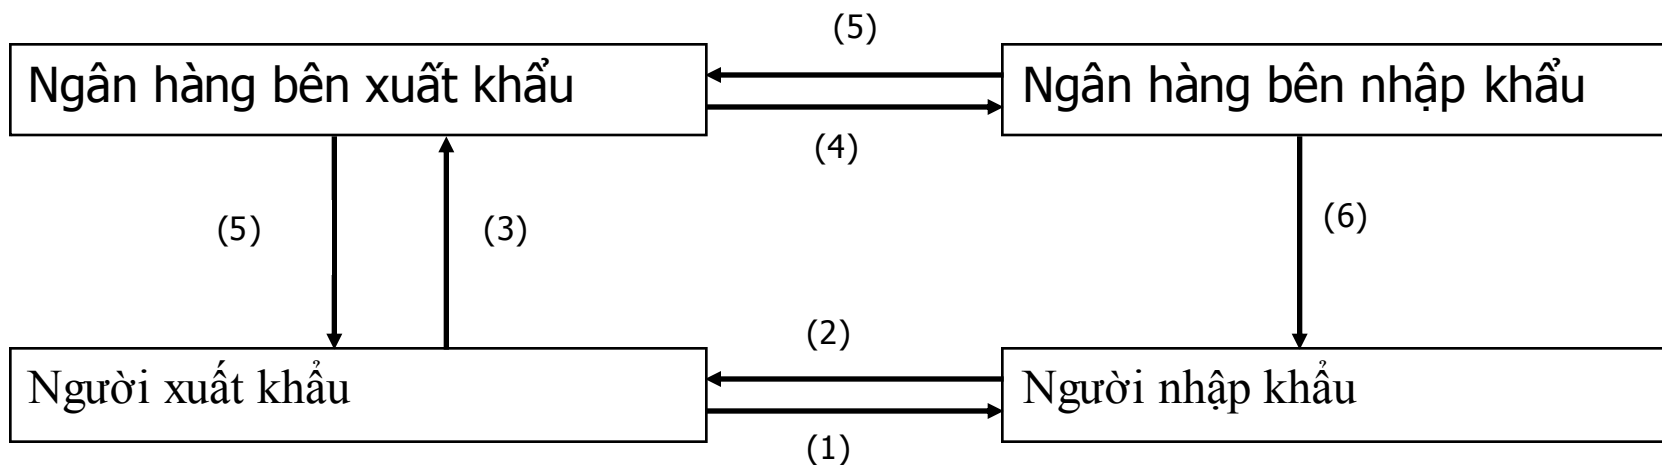 (5)
Ngân hàng bên xuất khẩu
Ngân hàng bên nhập khẩu
(4)
(5)
(3)
(6)
(2)
Người xuất khẩu
Người nhập khẩu
(1)